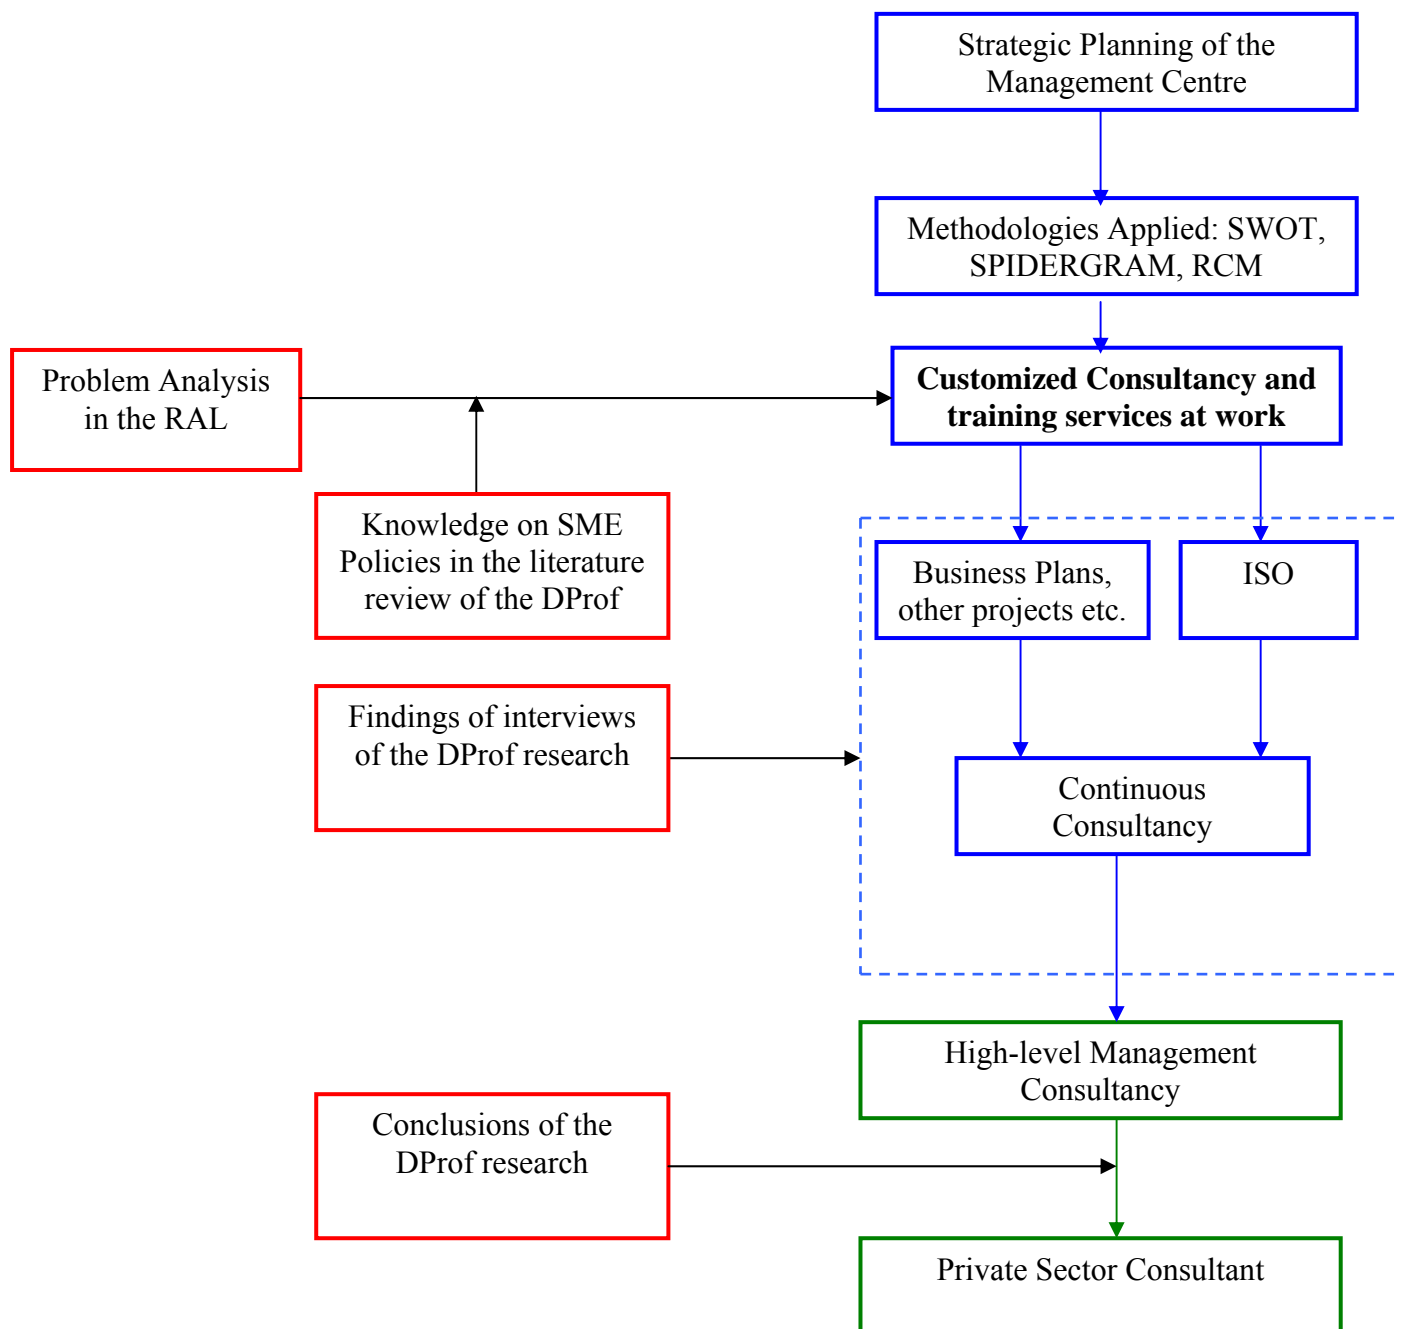 Strategic Planning of the
Management Centre
Methodologies Applied: SWOT,
SPIDERGRAM, RCM
Problem Analysis
in the RAL
Customized Consultancy and
training services at work
Knowledge on SME
Policies in the literature
review of the DProf
Business Plans,
other projects etc.
ISO
Findings of interviews
of the DProf research
Continuous
Consultancy
High-level Management
Consultancy
Conclusions of the
DProf research
Private Sector Consultant